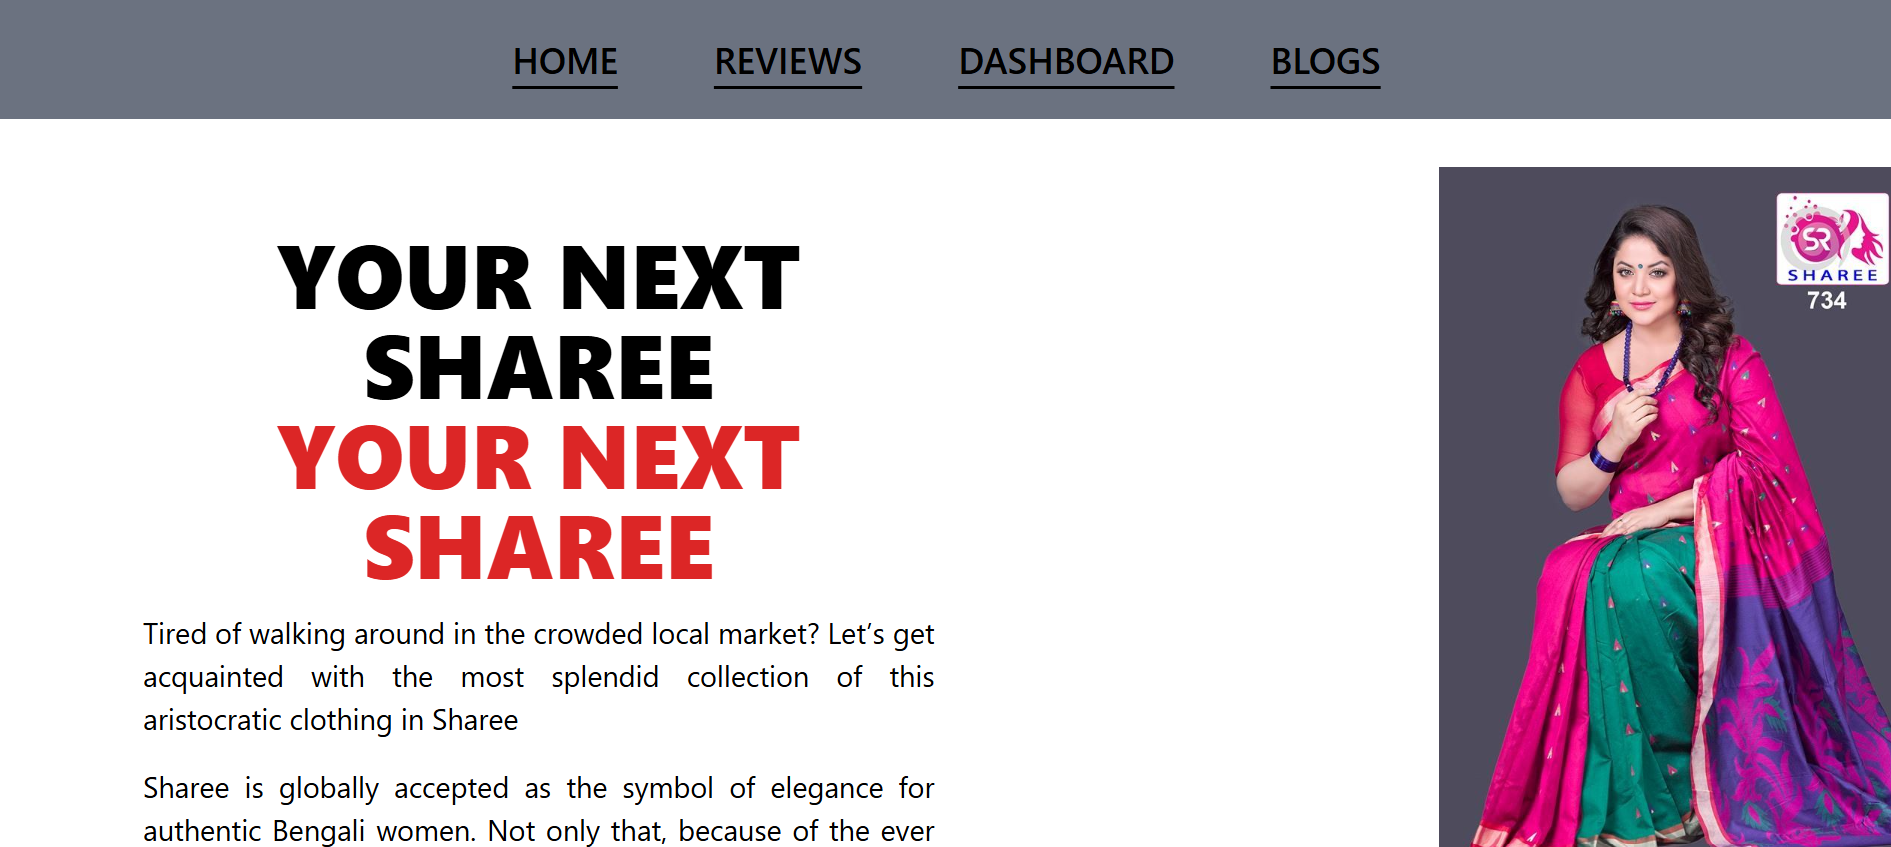 HOME REVIEWS DASHBOARD BLOGS
YOUR NEXT
SHAREE
YOUR NEXT
SHAREE
Tired of walking around in the crowded local market? Let’s get
acquainted with the most splendid collection of this
aristocratic clothing in Sharee
Sharee is globally accepted as the symbol of elegance for
authentic Bengali women. Not only that, because of the ever
SR
SHAREE
734